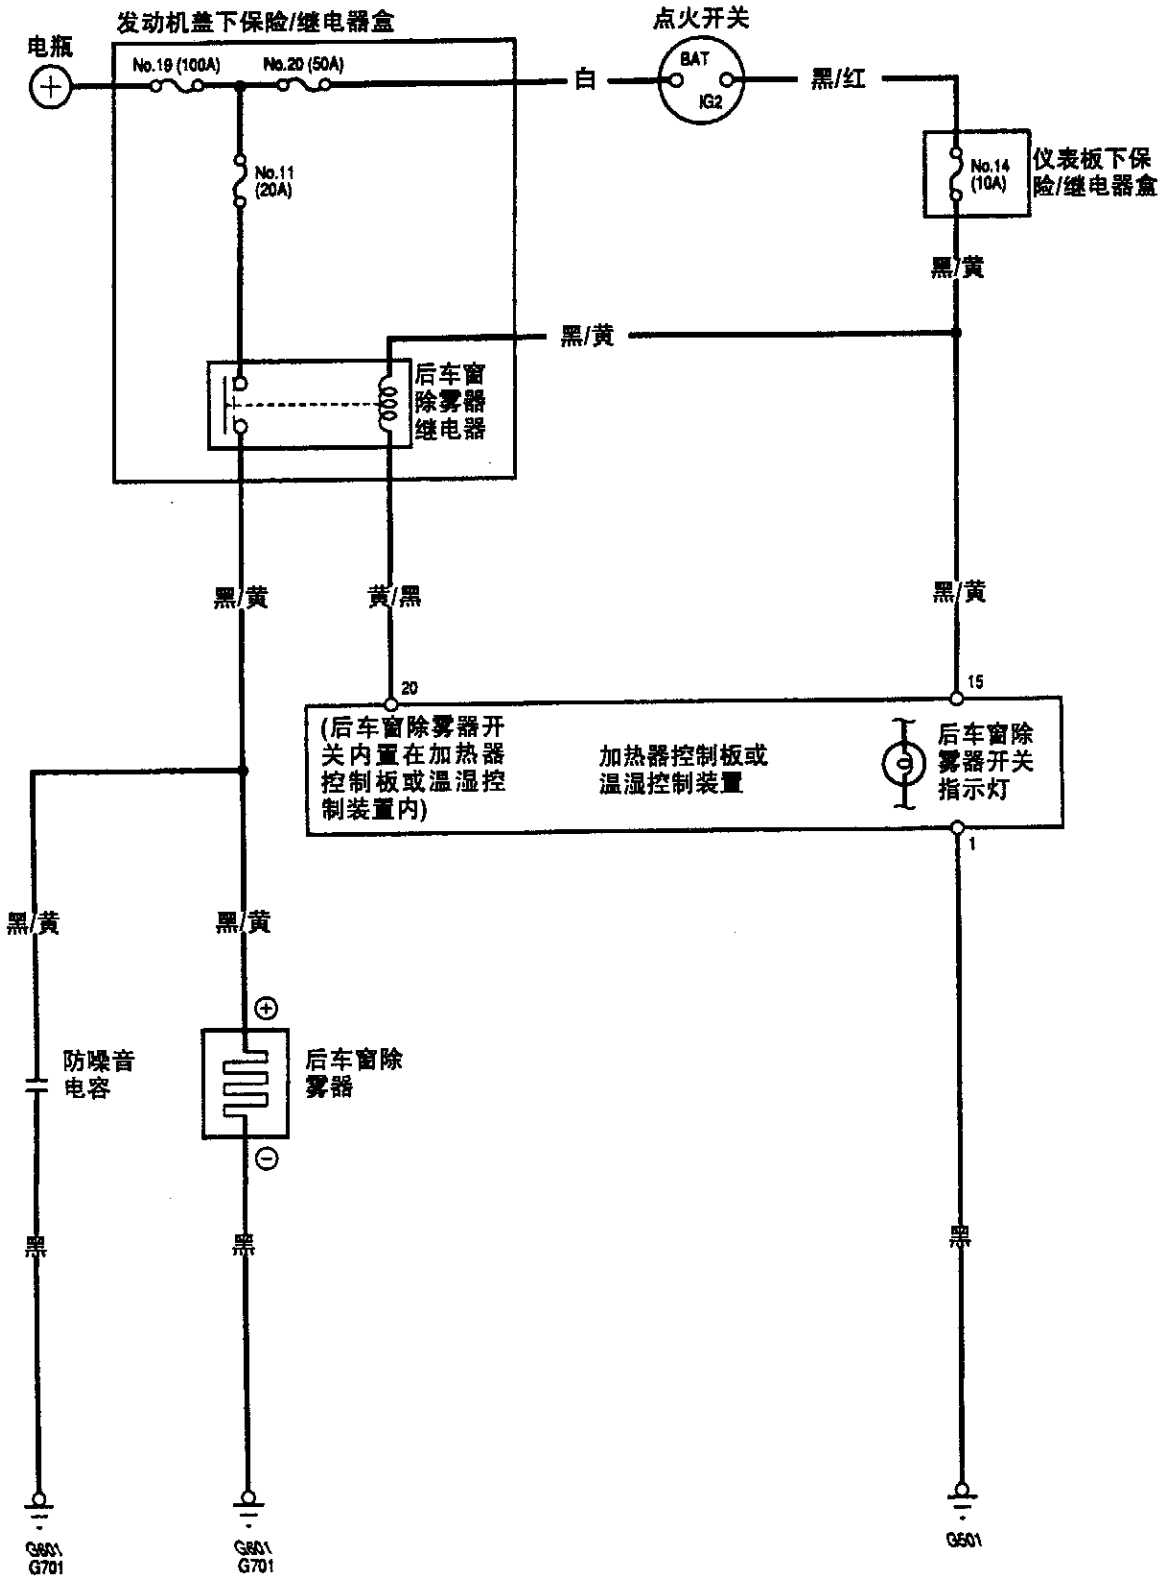 发动机盖下保险/继电器盒
点火开关
电瓶
No.19 (100A)
No.20 (50A)
BAT
IG2
白
黑/红
No.11
(20A)
No.14
(10A)
仪表板下保
险/继电器盒
黑/黄
黑/黄
后车窗
除雾器
继电器
黑/黄
黄/黑
黑/黄
20
15
(后车窗除雾器开
关内置在加热器
控制板或温湿控
制装置内)
加热器控制板或
温湿控制装置
后车窗除
雾器开关
指示灯
1
黑/黄
黑/黄
+
防噪音
电容
后车窗除
雾器
−
黑
黑
黑
G601
G701
G601
G701
G501